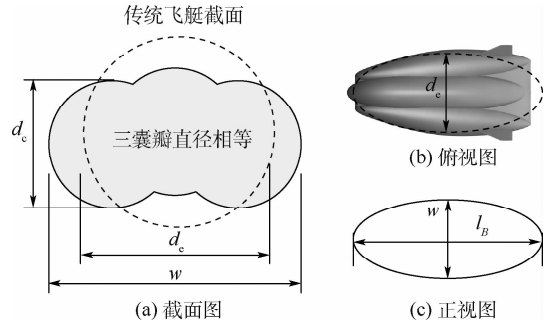 传统飞艇截面
d_c
三囊瓣直径相等
d_e
w
(a) 截面图
d_e
(b) 俯视图
w
l_B
(c) 正视图